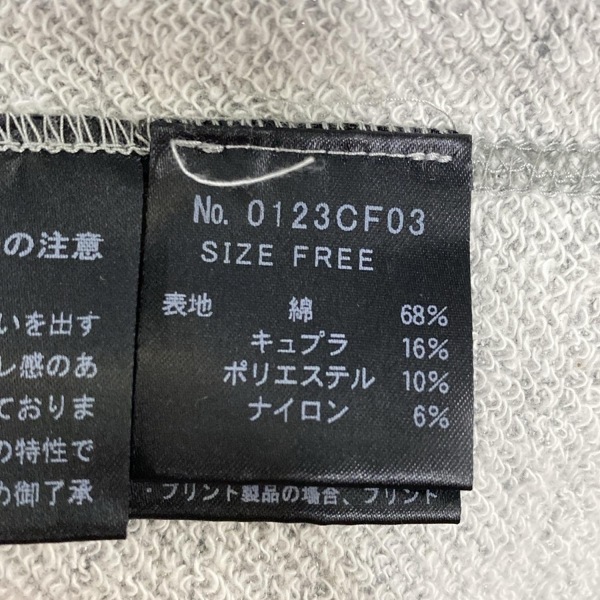 No. 0123CF03
SIZE FREE
表地 綿 68%
キュプラ 16%
ポリエステル 10%
ナイロン 6%
・プリント製品の場合、プリント
の注意
いを出す
レ感のあ
ておりま
の特性で
め御了承